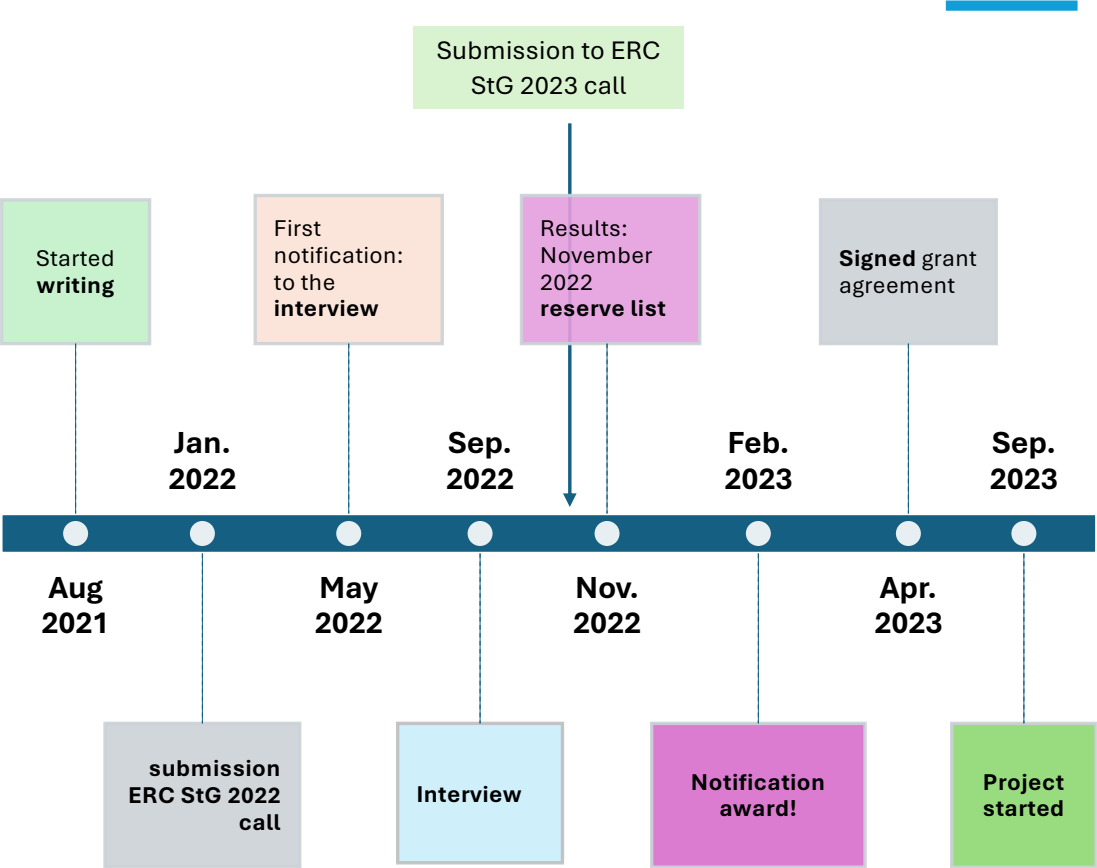 Submission to ERC
StG 2023 call
Started
writing
First
notification:
to the
interview
Results:
November
2022
reserve list
Signed grant
agreement
Jan.
2022
Sep.
2022
Feb.
2023
Sep.
2023
Aug
2021
May
2022
Nov.
2022
Apr.
2023
submission
ERC StG 2022
call
Interview
Notification
award!
Project
started